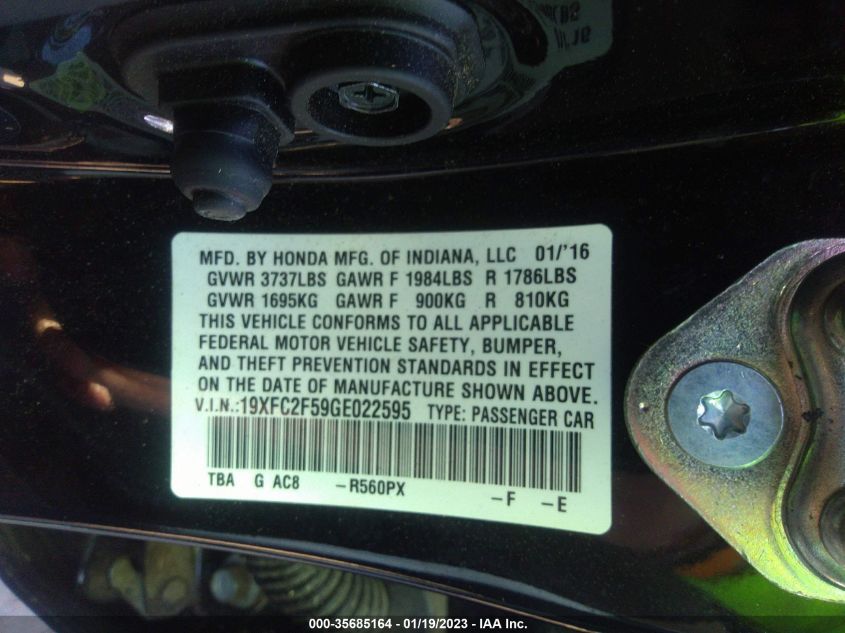 MFD. BY HONDA MFG. OF INDIANA, LLC 01/'16
GVWR 3737LBS GAWR F 1984LBS R 1786LBS
GVWR 1695KG GAWR F 900KG R 810KG
THIS VEHICLE CONFORMS TO ALL APPLICABLE
FEDERAL MOTOR VEHICLE SAFETY, BUMPER,
AND THEFT PREVENTION STANDARDS IN EFFECT
ON THE DATE OF MANUFACTURE SHOWN ABOVE.
V.I.N.:19XFC2F59GE022595 TYPE: PASSENGER CAR
TBA G AC8 -R560PX -F -E
000-35685164 - 01/19/2023 - IAA Inc.